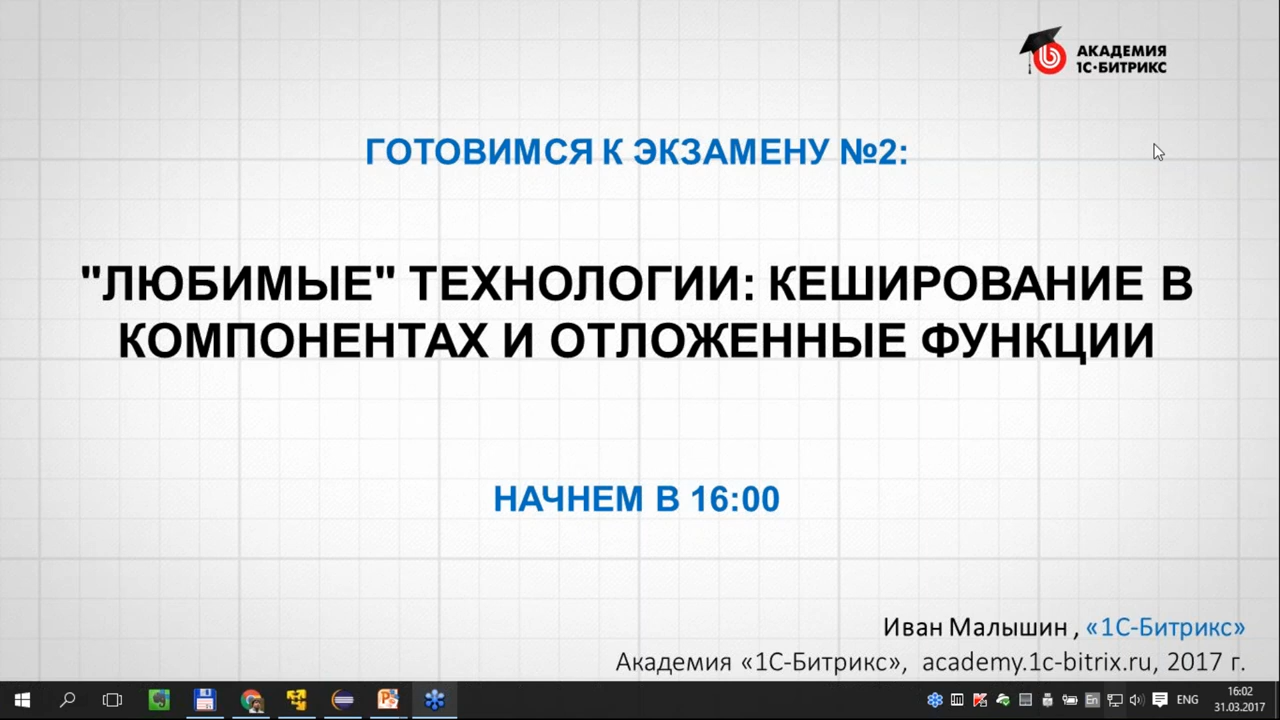 АКАДЕМИЯ
1С·БИТРИКС
ГОТОВИМСЯ К ЭКЗАМЕНУ №2:
"ЛЮБИМЫЕ" ТЕХНОЛОГИИ: КЕШИРОВАНИЕ В
КОМПОНЕНТАХ И ОТЛОЖЕННЫЕ ФУНКЦИИ
НАЧНЕМ В 16:00
Иван Малышин , «1С-Битрикс»
Академия «1С-Битрикс», academy.1c-bitrix.ru, 2017 г.
En
ENG
16:02
31.03.2017